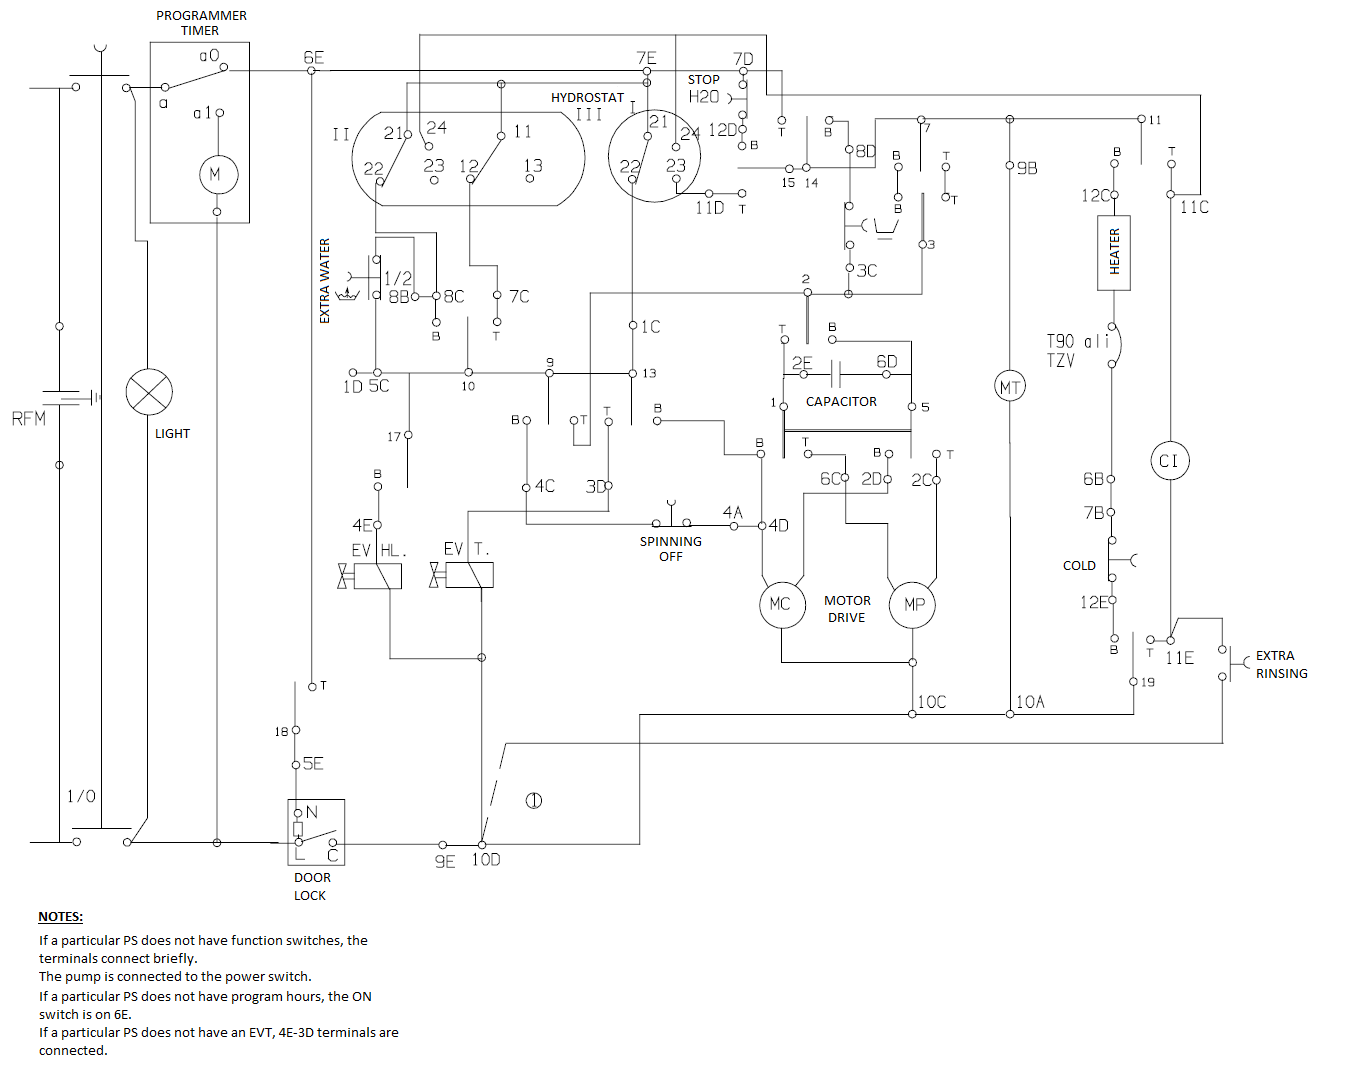 PROGRAMMER
TIMER
a0
a
a1
M
6E
7E
7D
STOP
H2O
HYDROSTAT
III
I
II
21
24
11
22
23
12
13
21
24
22
23
12D
B
T
B
8D
7
11
B
T
B
T
9B
B
T
15
14
11D
T
B
T
12C
11C
3
HEATER
EXTRA WATER
1/2
8B
8C
7C
3C
2
B
T
1C
T
B
T90 ali
TZV
1D
5C
10
9
13
2E
6D
CAPACITOR
MT
1
5
RFM
LIGHT
17
B
T
T
B
B
T
B
T
CI
B
4C
3D
6C
2D
2C
6B
4E
4A
4D
7B
SPINNING
OFF
EV HL.
EV T.
COLD
MC
MOTOR
DRIVE
MP
12E
B
T
11E
EXTRA
RINSING
T
19
10C
10A
18
5E
1/0
1
N
L
C
9E
10D
DOOR
LOCK
NOTES:
If a particular PS does not have function switches, the
terminals connect briefly.
The pump is connected to the power switch.
If a particular PS does not have program hours, the ON
switch is on 6E.
If a particular PS does not have an EVT, 4E-3D terminals are
connected.